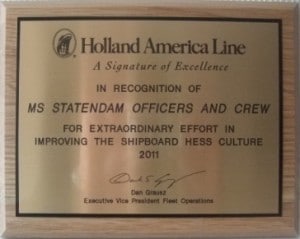 Holland America Line
A Signature of Excellence
IN RECOGNITION OF
MS STATENDAM OFFICERS AND CREW
FOR EXTRAORDINARY EFFORT IN
IMPROVING THE SHIPBOARD HESS CULTURE
2011
Dan Grausz
Executive Vice President Fleet Operations